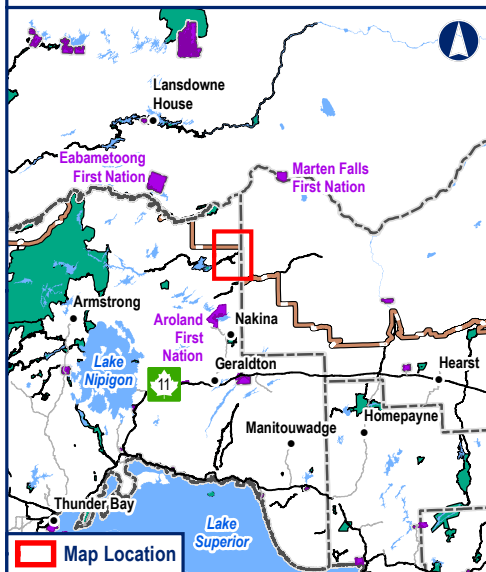 Lansdowne
House
Eabametoong
First Nation
Marten Falls
First Nation
Armstrong
Aroland
First
Nation
Nakina
Lake
Nipigon
11
Geraldton
Hearst
Manitouwadge
Homepayne
Thunder Bay
Lake
Superior
Map Location